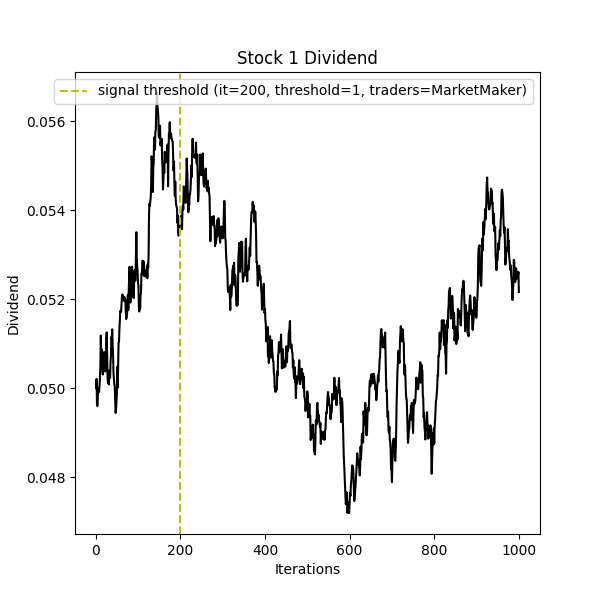 Stock 1 Dividend
signal threshold (it=200, threshold=1, traders=MarketMaker)
0.056
0.054
0.052
0.050
0.048
Dividend
0
200
400
600
800
1000
Iterations